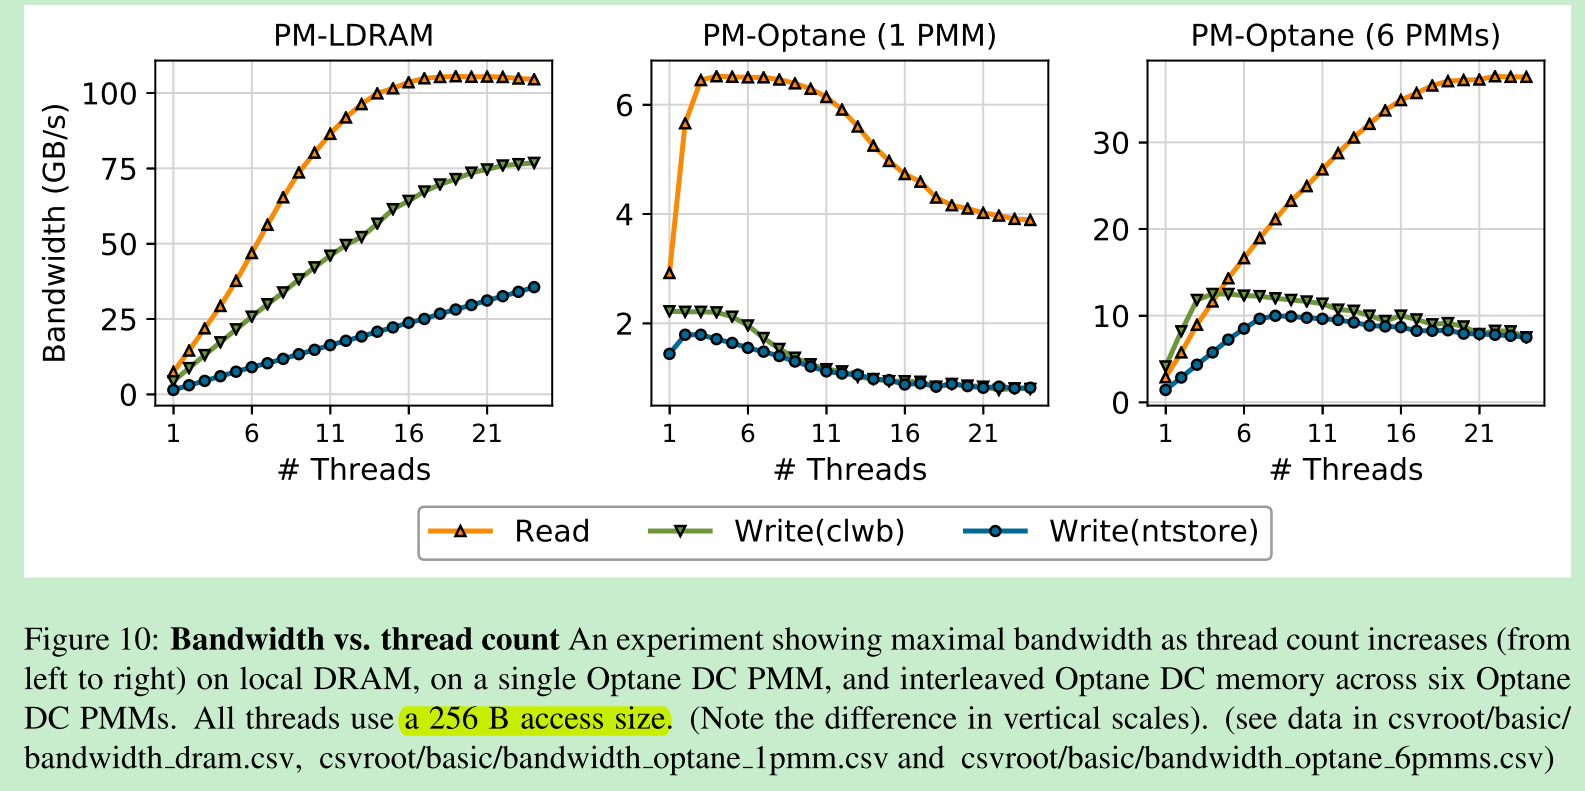 PM-LDRAM
PM-Optane (1 PMM)
PM-Optane (6 PMMs)
Bandwidth (GB/s)
100
75
50
25
0
1 6 11 16 21
# Threads
6
4
2
1 6 11 16 21
# Threads
30
20
10
0
1 6 11 16 21
# Threads
Read
Write(clwb)
Write(ntstore)
Figure 10: Bandwidth vs. thread count An experiment showing maximal bandwidth as thread count increases (from
left to right) on local DRAM, on a single Optane DC PMM, and interleaved Optane DC memory across six Optane
DC PMMs. All threads use a 256 B access size. (Note the difference in vertical scales). (see data in csvroot/basic/
bandwidth_dram.csv, csvroot/basic/bandwidth_optane_1pmm.csv and csvroot/basic/bandwidth_optane_6pmms.csv)